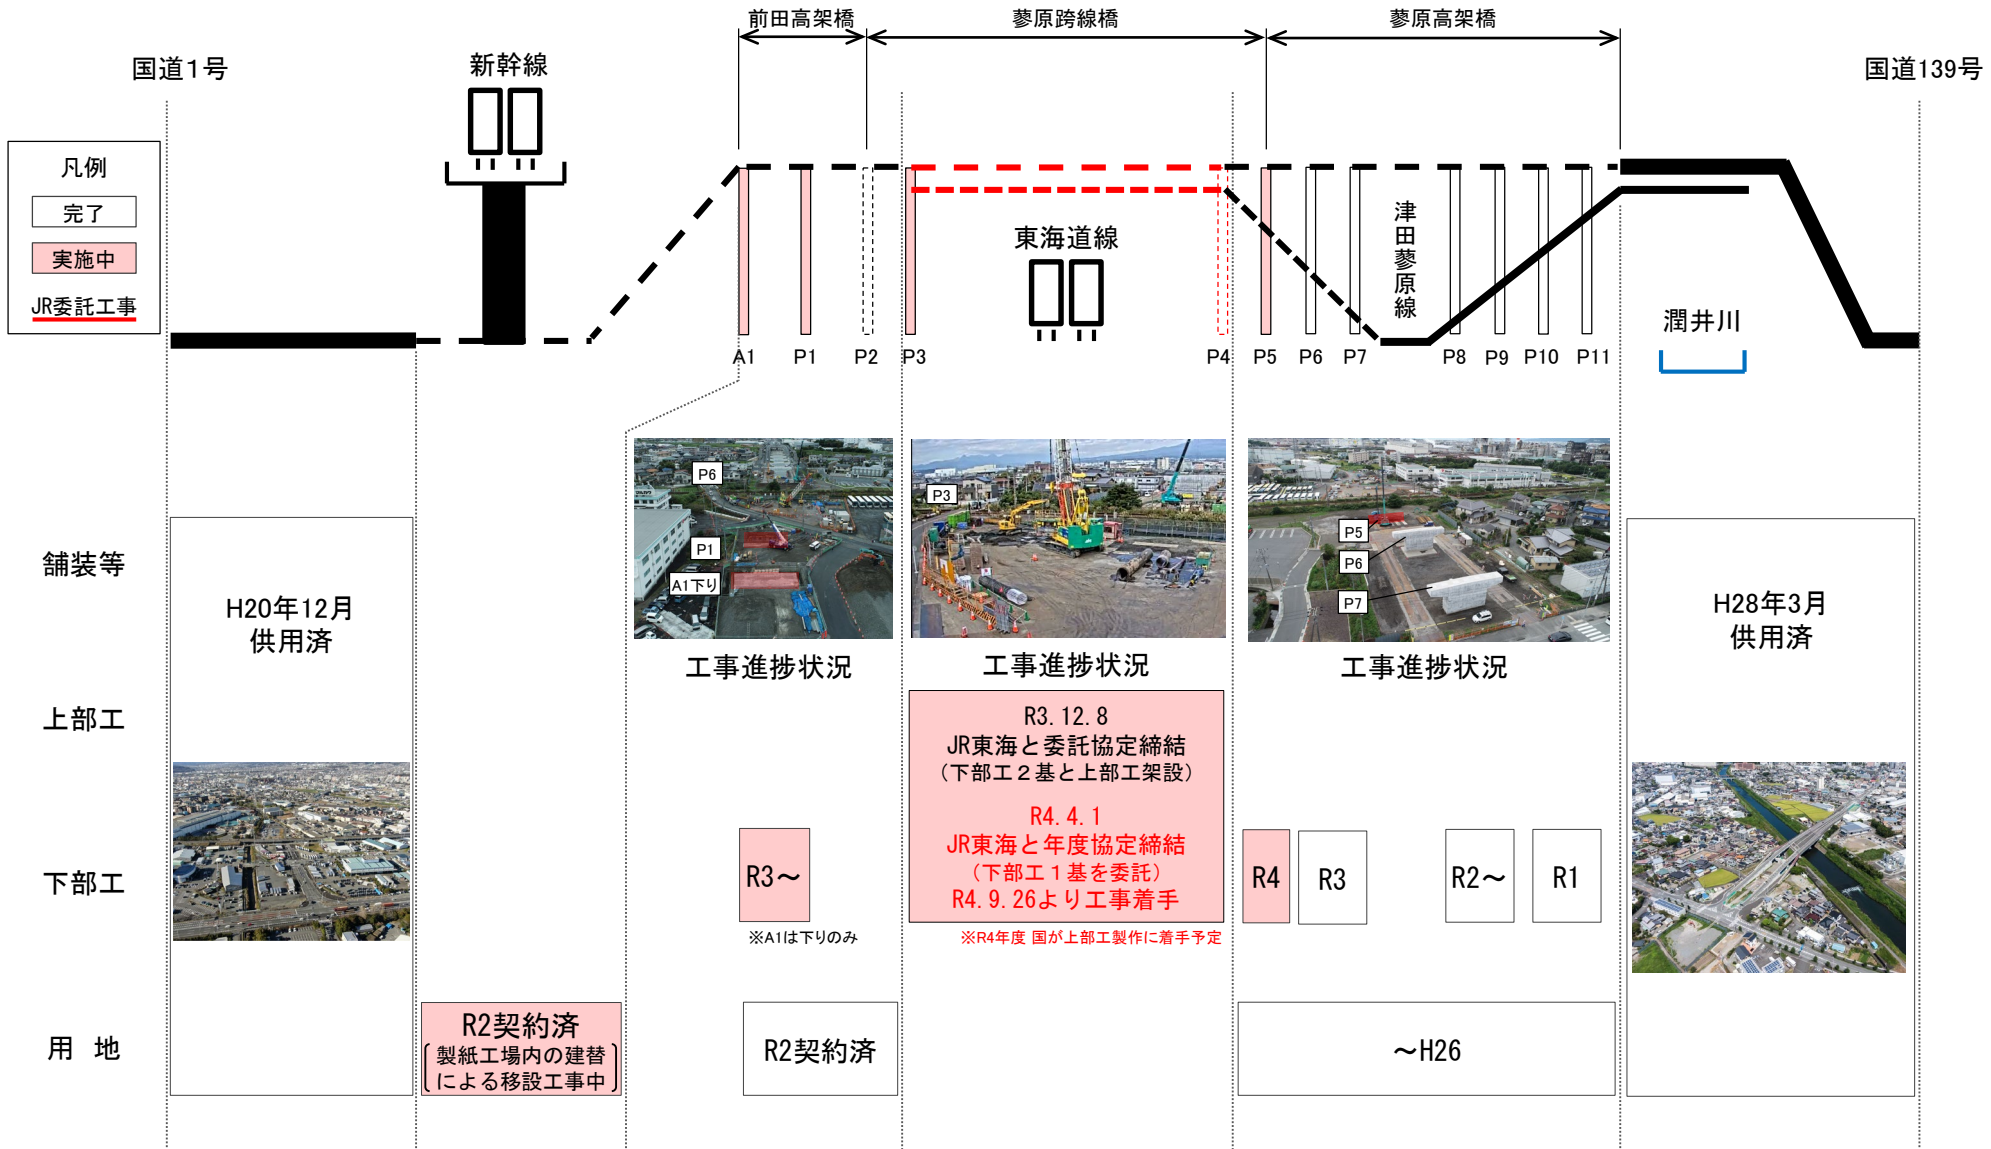 前田高架橋
蓼原跨線橋
蓼原高架橋
国道1号
新幹線
国道139号
凡例
完了
実施中
JR委託工事
東海道線
津田蓼原線
潤井川
A1
P1
P2
P3
P4
P5
P6
P7
P8
P9
P10
P11
P6
P1
A1下り
P3
P5
P6
P7
工事進捗状況
工事進捗状況
工事進捗状況
舗装等
上部工
下部工
用 地
H20年12月
供用済
H28年3月
供用済
R3.12.8
JR東海と委託協定締結
(下部工2基と上部工架設)
R4.4.1
JR東海と年度協定締結
(下部工1基を委託)
R4.9.26より工事着手
※R4年度 国が上部工製作に着手予定
R3～
※A1は下りのみ
R4
R3
R2～
R1
R2契約済
製紙工場内の建替
による移設工事中
R2契約済
～H26